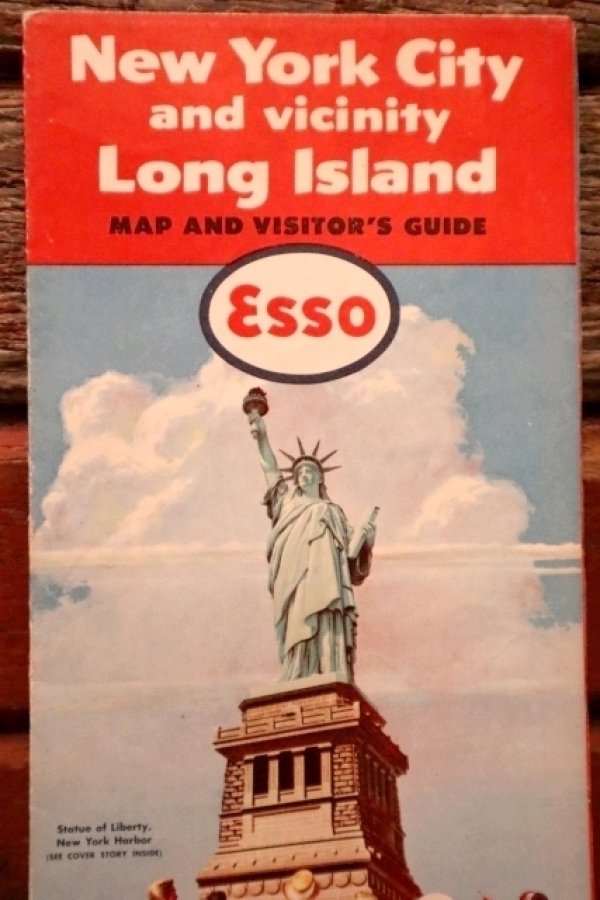 New York City
and vicinity
Long Island
MAP AND VISITOR'S GUIDE
Esso
Statue of Liberty,
New York Harbor
(SEE COVER STORY INSIDE)